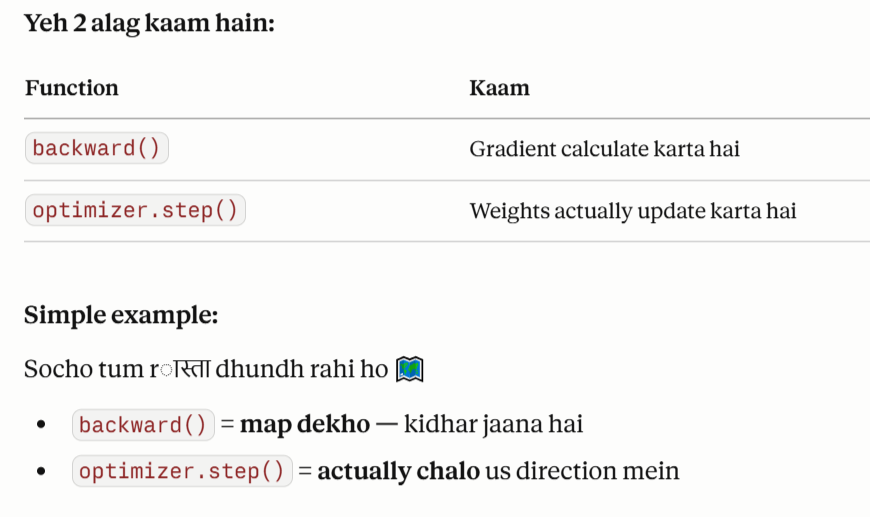 Yeh 2 alag kaam hain:
Function Kaam
backward() Gradient calculate karta hai
optimizer.step() Weights actually update karta hai
Simple example:
Socho tum rास्ता dhundh rahi ho 🗺️
• backward() = map dekho — kidhar jaana hai
• optimizer.step() = actually chalo us direction mein